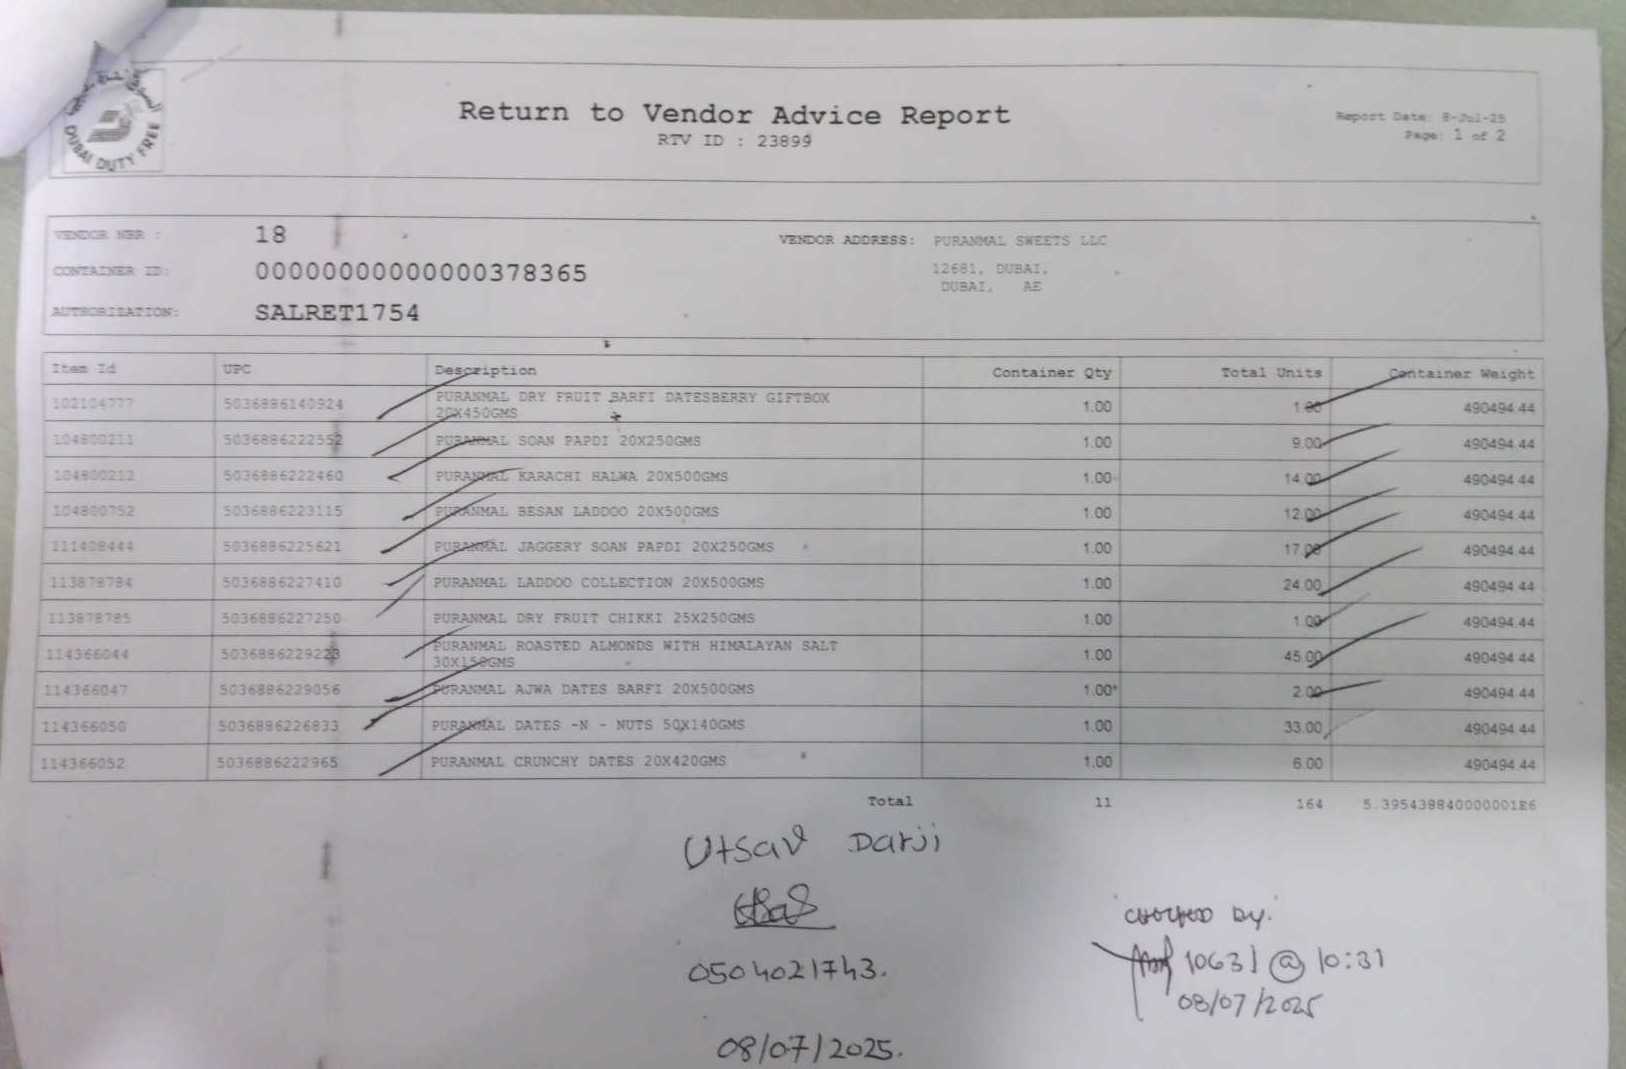 DUBAI DUTY FREE
Return to Vendor Advice Report
RTV ID : 23899
Report Date: 8-Jul-25
Page: 1 of 2
VENDOR NBR : 18
CONTAINER ID: 00000000000000378365
AUTHORIZATION: SALRET1754
VENDOR ADDRESS: PURANMAL SWEETS LLC
12681, DUBAI,
DUBAI, AE
Item Id UPC Description Container Qty Total Units Container Weight
102104777 5036886140924 PURANMAL DRY FRUIT BARFI DATESBERRY GIFTBOX 1.00 1.00 490494.44
20X450GMS
104800211 5036886222552 PURANMAL SOAN PAPDI 20X250GMS 1.00 9.00 490494.44
104800212 5036886222460 PURANMAL KARACHI HALWA 20X500GMS 1.00 14.00 490494.44
104800752 5036886223115 PURANMAL BESAN LADDOO 20X500GMS 1.00 12.00 490494.44
111408444 5036886225621 PURANMAL JAGGERY SOAN PAPDI 20X250GMS 1.00 17.00 490494.44
113878784 5036886227410 PURANMAL LADDOO COLLECTION 20X500GMS 1.00 24.00 490494.44
113878785 5036886227250 PURANMAL DRY FRUIT CHIKKI 25X250GMS 1.00 1.00 490494.44
114366044 5036886229223 PURANMAL ROASTED ALMONDS WITH HIMALAYAN SALT 1.00 45.00 490494.44
30X150GMS
114366047 5036886229056 PURANMAL AJWA DATES BARFI 20X500GMS 1.00 2.00 490494.44
114366050 5036886226833 PURANMAL DATES -N - NUTS 50X140GMS 1.00 33.00 490494.44
114366052 5036886222965 PURANMAL CRUNCHY DATES 20X420GMS 1.00 6.00 490494.44
Total 11 164 5.395439840000001E6
Utsav Darji
0504021743.
08/07/2025.
CHECKED By:
10631 @ 10:31
08/07/2025